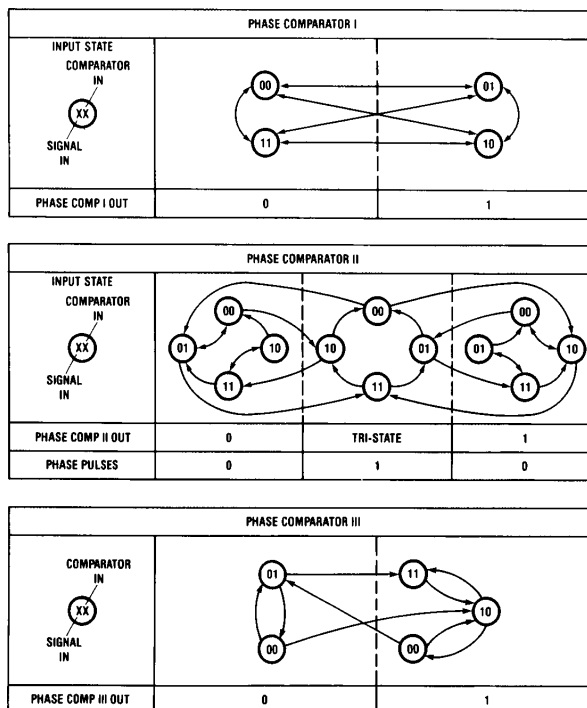 PHASE COMPARATOR I
INPUT STATE
COMPARATOR
IN
XX
SIGNAL
IN
00
01
11
10
PHASE COMP I OUT
0
1
PHASE COMPARATOR II
INPUT STATE
COMPARATOR
IN
XX
SIGNAL
IN
00
01
10
11
00
10
01
11
00
01
10
11
PHASE COMP II OUT
0
TRI-STATE
1
PHASE PULSES
0
1
0
PHASE COMPARATOR III
COMPARATOR
IN
XX
SIGNAL
IN
01
11
10
00
00
PHASE COMP III OUT
0
1